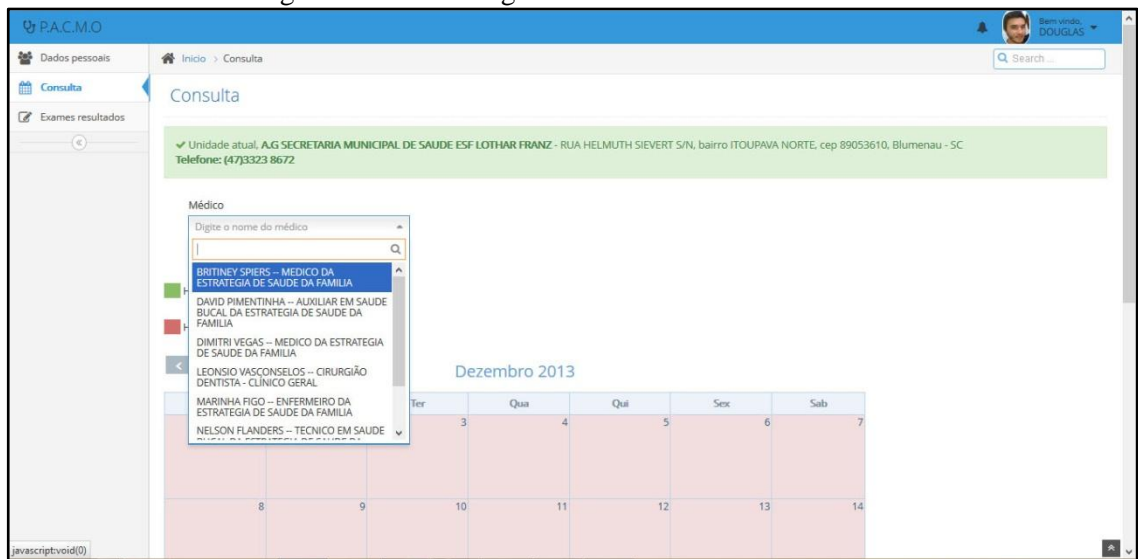 P.A.C.M.O
Bem vindo,
DOUGLAS
Dados pessoais
Consulta
Exames resultados
Inicio > Consulta
Search ...
Consulta
Unidade atual, A.G SECRETARIA MUNICIPAL DE SAUDE ESF LOTHAR FRANZ - RUA HELMUTH SIEVERT S/N, bairro ITOUPAVA NORTE, cep 89053610, Blumenau - SC
Telefone: (47)3323 8672
Médico
Digite o nome do médico
BRITINEY SPIERS -- MEDICO DA
ESTRATEGIA DE SAUDE DA FAMILIA
DAVID PIMENTINHA -- AUXILIAR EM SAUDE
BUCAL DA ESTRATEGIA DE SAUDE DA
FAMILIA
DIMITRI VEGAS -- MEDICO DA ESTRATEGIA
DE SAUDE DA FAMILIA
LEONSIO VASCONSELOS -- CIRURGIÃO
DENTISTA - CLÍNICO GERAL
MARINHA FIGO -- ENFERMEIRO DA
ESTRATEGIA DE SAUDE DA FAMILIA
NELSON FLANDERS -- TECNICO EM SAUDE
Dezembro 2013
Ter Qua Qui Sex Sab
3 4 5 6 7
8 9 10 11 12 13 14
javascript:void(0)